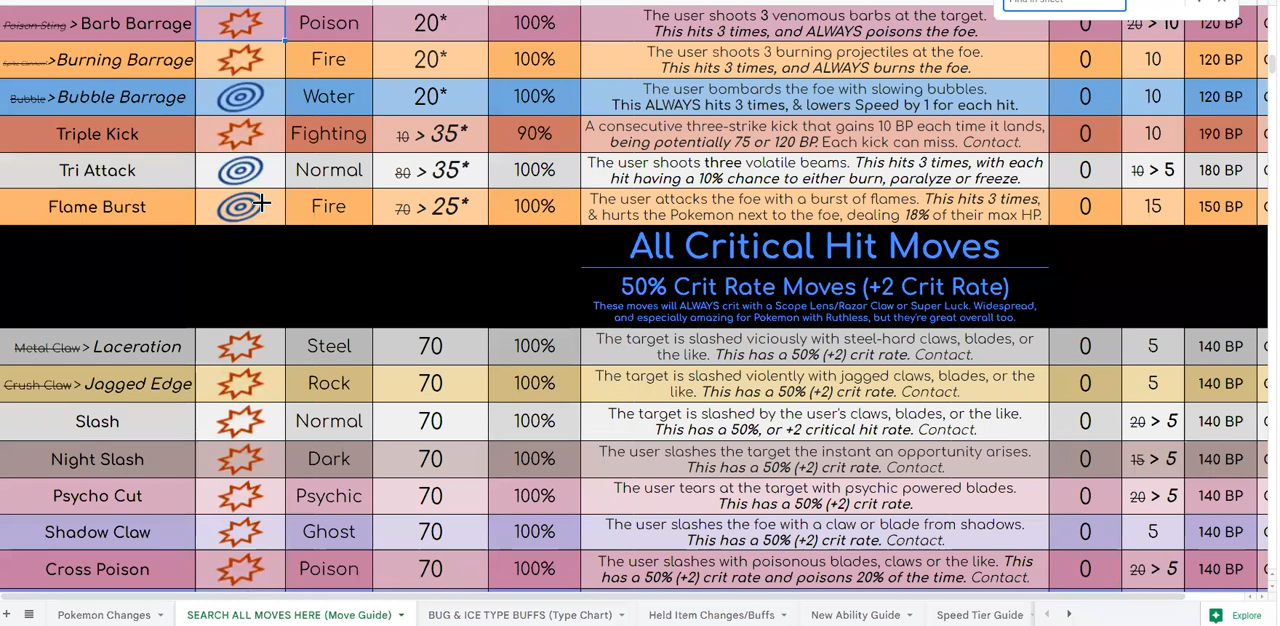 Find in sheet
Poison Sting > Barb Barrage Poison 20* 100% The user shoots 3 venomous barbs at the target. 0 20 > 10 120 BP
This hits 3 times, and ALWAYS poisons the foe.
>Burning Barrage Fire 20* 100% The user shoots 3 burning projectiles at the foe. 0 10 120 BP
This hits 3 times, and ALWAYS burns the foe.
Bubble >Bubble Barrage Water 20* 100% The user bombards the foe with slowing bubbles. 0 10 120 BP
This ALWAYS hits 3 times, & lowers Speed by 1 for each hit.
Triple Kick Fighting 10 > 35* 90% A consecutive three-strike kick that gains 10 BP each time it lands, 0 10 190 BP
being potentially 75 or 120 BP. Each kick can miss. Contact.
Tri Attack Normal 80 > 35* 100% The user shoots three volatile beams. This hits 3 times, with each 0 10 > 5 180 BP
hit having a 10% chance to either burn, paralyze or freeze.
Flame Burst Fire 70 > 25* 100% The user attacks the foe with a burst of flames. This hits 3 times, 0 15 150 BP
& hurts the Pokemon next to the foe, dealing 18% of their max HP.
All Critical Hit Moves
50% Crit Rate Moves (+2 Crit Rate)
These moves will ALWAYS crit with a Scope Lens/Razor Claw or Super Luck. Widespread,
and especially amazing for Pokemon with Ruthless, but they're great overall too.
Metal Claw > Laceration Steel 70 100% The target is slashed viciously with steel-hard claws, blades, or 0 5 140 BP
the like. This has a 50% (+2) crit rate. Contact.
Crush Claw > Jagged Edge Rock 70 100% The target is slashed violently with jagged claws, blades, or the 0 5 140 BP
like. This has a 50% (+2) crit rate. Contact.
Slash Normal 70 100% The target is slashed by the user's claws, blades, or the like. 0 20 > 5 140 BP
This has a 50%, or +2 critical hit rate. Contact.
Night Slash Dark 70 100% The user slashes the target the instant an opportunity arises. 0 15 > 5 140 BP
This has a 50% (+2) crit rate. Contact.
Psycho Cut Psychic 70 100% The user tears at the target with psychic powered blades. 0 20 > 5 140 BP
This has a 50% (+2) crit rate.
Shadow Claw Ghost 70 100% The user slashes the foe with a claw or blade from shadows. 0 5 140 BP
This has a 50% (+2) crit rate. Contact.
Cross Poison Poison 70 100% The user slashes with poisonous blades, claws or the like. This 0 20 > 5 140 BP
has a 50% (+2) crit rate and poisons 20% of the time. Contact.
Pokemon Changes SEARCH ALL MOVES HERE (Move Guide) BUG & ICE TYPE BUFFS (Type Chart) Held Item Changes/Buffs New Ability Guide Speed Tier Guide Explore